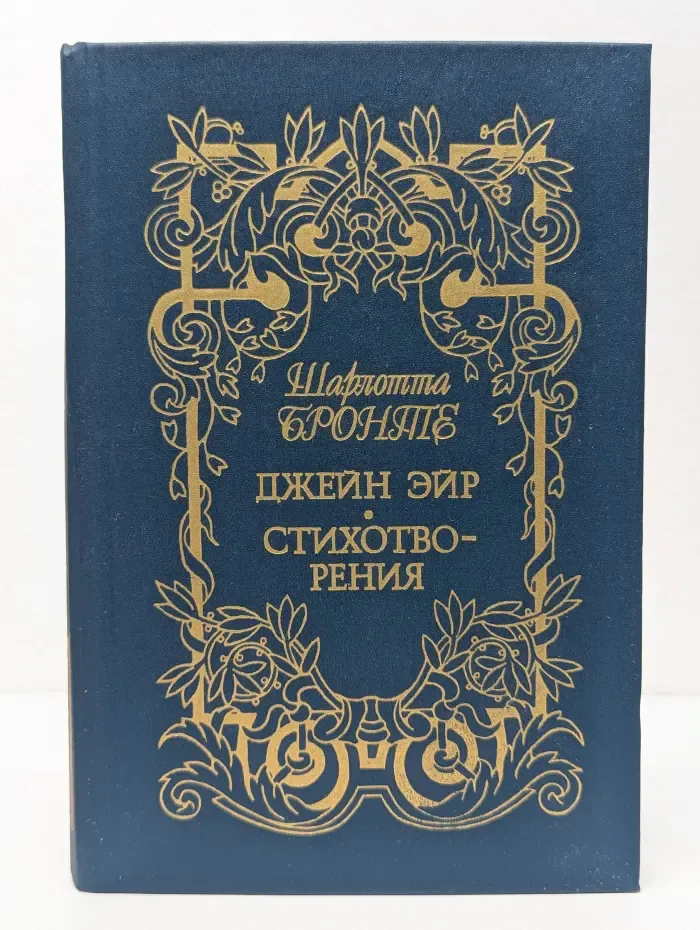 Шарлотта
БРОНТЕ
ДЖЕЙН ЭЙР
•
СТИХОТВО-
РЕНИЯ